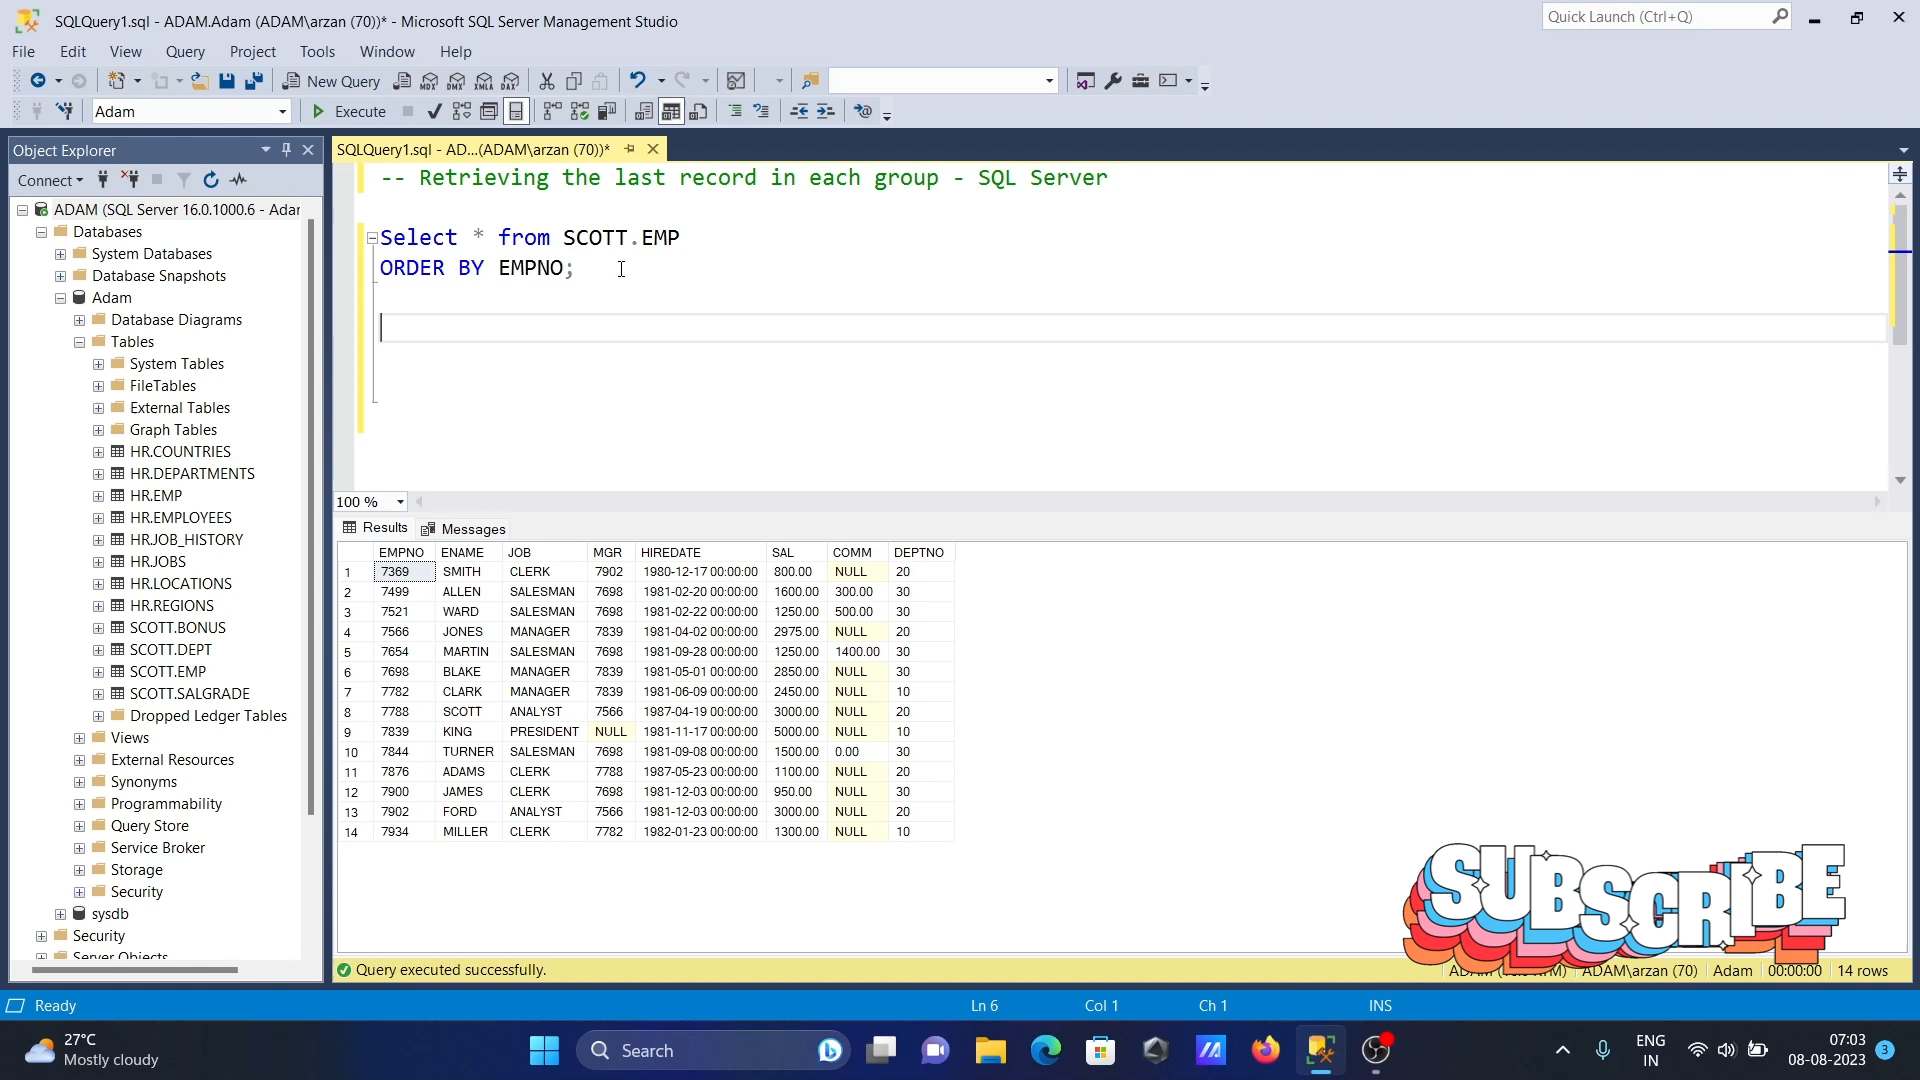 SQLQuery1.sql - ADAM.Adam (ADAM\arzan (70))* - Microsoft SQL Server Management Studio
Quick Launch (Ctrl+Q)
File Edit View Query Project Tools Window Help
New Query MDX DMX XMLA DAX
Adam Execute
Object Explorer
Connect
ADAM (SQL Server 16.0.1000.6 - Adar
Databases
System Databases
Database Snapshots
Adam
Database Diagrams
Tables
System Tables
FileTables
External Tables
Graph Tables
HR.COUNTRIES
HR.DEPARTMENTS
HR.EMP
HR.EMPLOYEES
HR.JOB_HISTORY
HR.JOBS
HR.LOCATIONS
HR.REGIONS
SCOTT.BONUS
SCOTT.DEPT
SCOTT.EMP
SCOTT.SALGRADE
Dropped Ledger Tables
Views
External Resources
Synonyms
Programmability
Query Store
Service Broker
Storage
Security
sysdb
Security
Server Objects
SQLQuery1.sql - AD...(ADAM\arzan (70))*
-- Retrieving the last record in each group - SQL Server
Select * from SCOTT.EMP
ORDER BY EMPNO;
100 %
Results Messages
EMPNO ENAME JOB MGR HIREDATE SAL COMM DEPTNO
1 7369 SMITH CLERK 7902 1980-12-17 00:00:00 800.00 NULL 20
2 7499 ALLEN SALESMAN 7698 1981-02-20 00:00:00 1600.00 300.00 30
3 7521 WARD SALESMAN 7698 1981-02-22 00:00:00 1250.00 500.00 30
4 7566 JONES MANAGER 7839 1981-04-02 00:00:00 2975.00 NULL 20
5 7654 MARTIN SALESMAN 7698 1981-09-28 00:00:00 1250.00 1400.00 30
6 7698 BLAKE MANAGER 7839 1981-05-01 00:00:00 2850.00 NULL 30
7 7782 CLARK MANAGER 7839 1981-06-09 00:00:00 2450.00 NULL 10
8 7788 SCOTT ANALYST 7566 1987-04-19 00:00:00 3000.00 NULL 20
9 7839 KING PRESIDENT NULL 1981-11-17 00:00:00 5000.00 NULL 10
10 7844 TURNER SALESMAN 7698 1981-09-08 00:00:00 1500.00 0.00 30
11 7876 ADAMS CLERK 7788 1987-05-23 00:00:00 1100.00 NULL 20
12 7900 JAMES CLERK 7698 1981-12-03 00:00:00 950.00 NULL 30
13 7902 FORD ANALYST 7566 1981-12-03 00:00:00 3000.00 NULL 20
14 7934 MILLER CLERK 7782 1982-01-23 00:00:00 1300.00 NULL 10
SUBSCRIBE
Query executed successfully.
ADAM\arzan (70) Adam 00:00:00 14 rows
Ready Ln 6 Col 1 Ch 1 INS
27°C
Mostly cloudy
Search
ENG
IN
07:03
08-08-2023
3